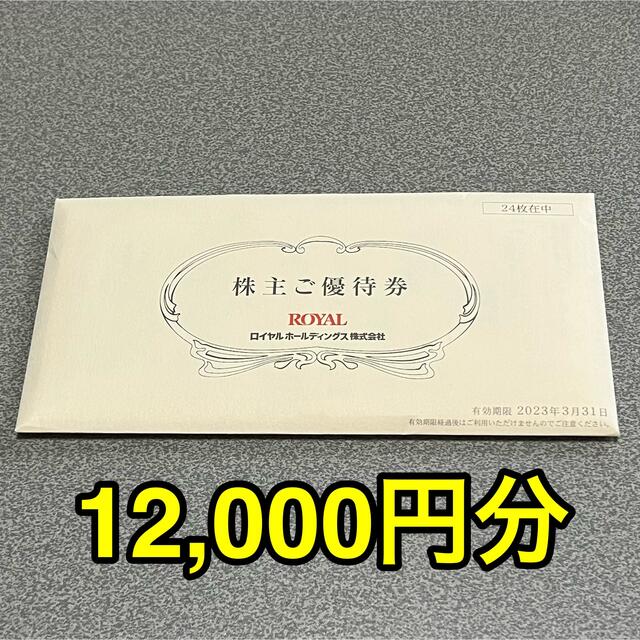 24枚在中
株主ご優待券
ROYAL
ロイヤルホールディングス株式会社
有効期限 2023年3月31日
有効期限経過後はご利用いただけませんのでご注意ください。
12,000円分